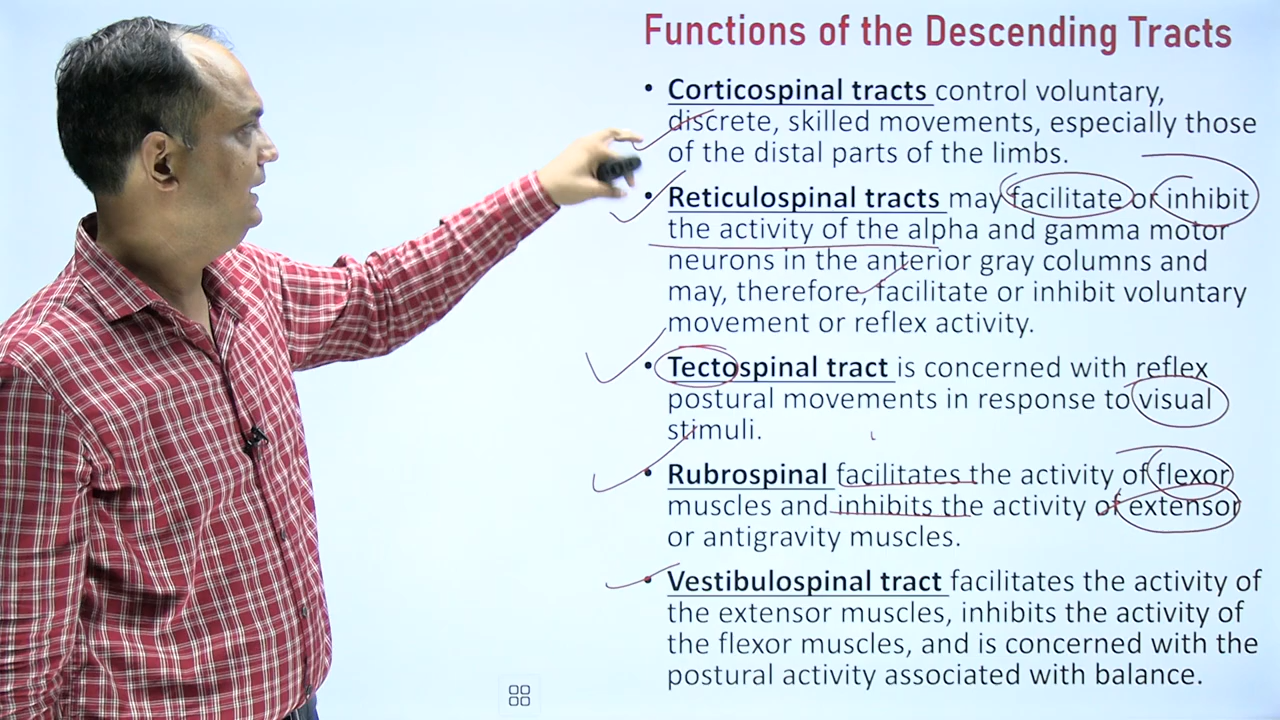 Functions of the Descending Tracts
• Corticospinal tracts control voluntary,
discrete, skilled movements, especially those
of the distal parts of the limbs.
• Reticulospinal tracts may facilitate or inhibit
the activity of the alpha and gamma motor
neurons in the anterior gray columns and
may, therefore, facilitate or inhibit voluntary
movement or reflex activity.
• Tectospinal tract is concerned with reflex
postural movements in response to visual
stimuli.
• Rubrospinal facilitates the activity of flexor
muscles and inhibits the activity of extensor
or antigravity muscles.
• Vestibulospinal tract facilitates the activity of
the extensor muscles, inhibits the activity of
the flexor muscles, and is concerned with the
postural activity associated with balance.